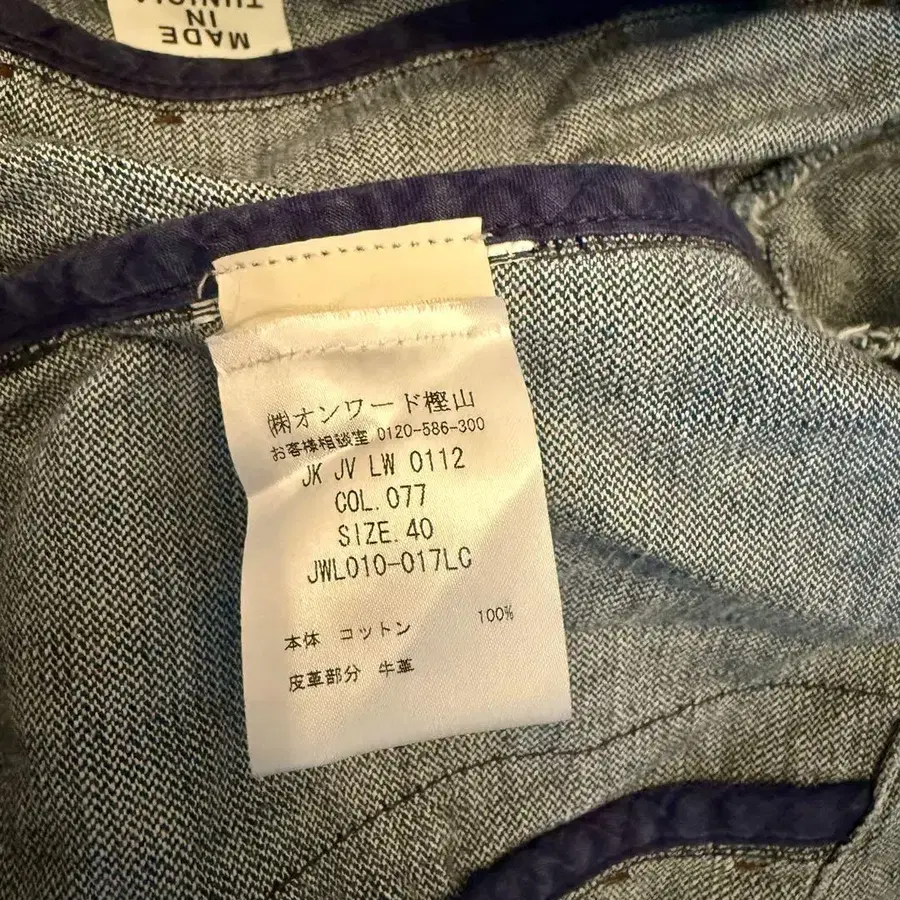 MADE
IN
TUNISIA
㈱オンワード樫山
お客様相談室 0120-586-300
JK JV LW 0112
COL.077
SIZE.40
JWL010-017LC
本体 コットン 100%
皮革部分 牛革